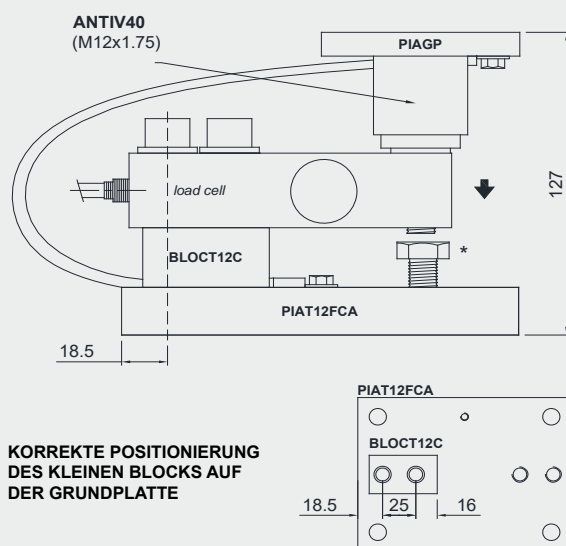 ANTIV40
(M12x1.75)
PIAGP
load cell
127
BLOCT12C
*
PIAT12FCA
18.5
PIAT12FCA
KORREKTE POSITIONIERUNG
DES KLEINEN BLOCKS AUF
DER GRUNDPLATTE
BLOCT12C
18.5
25
16